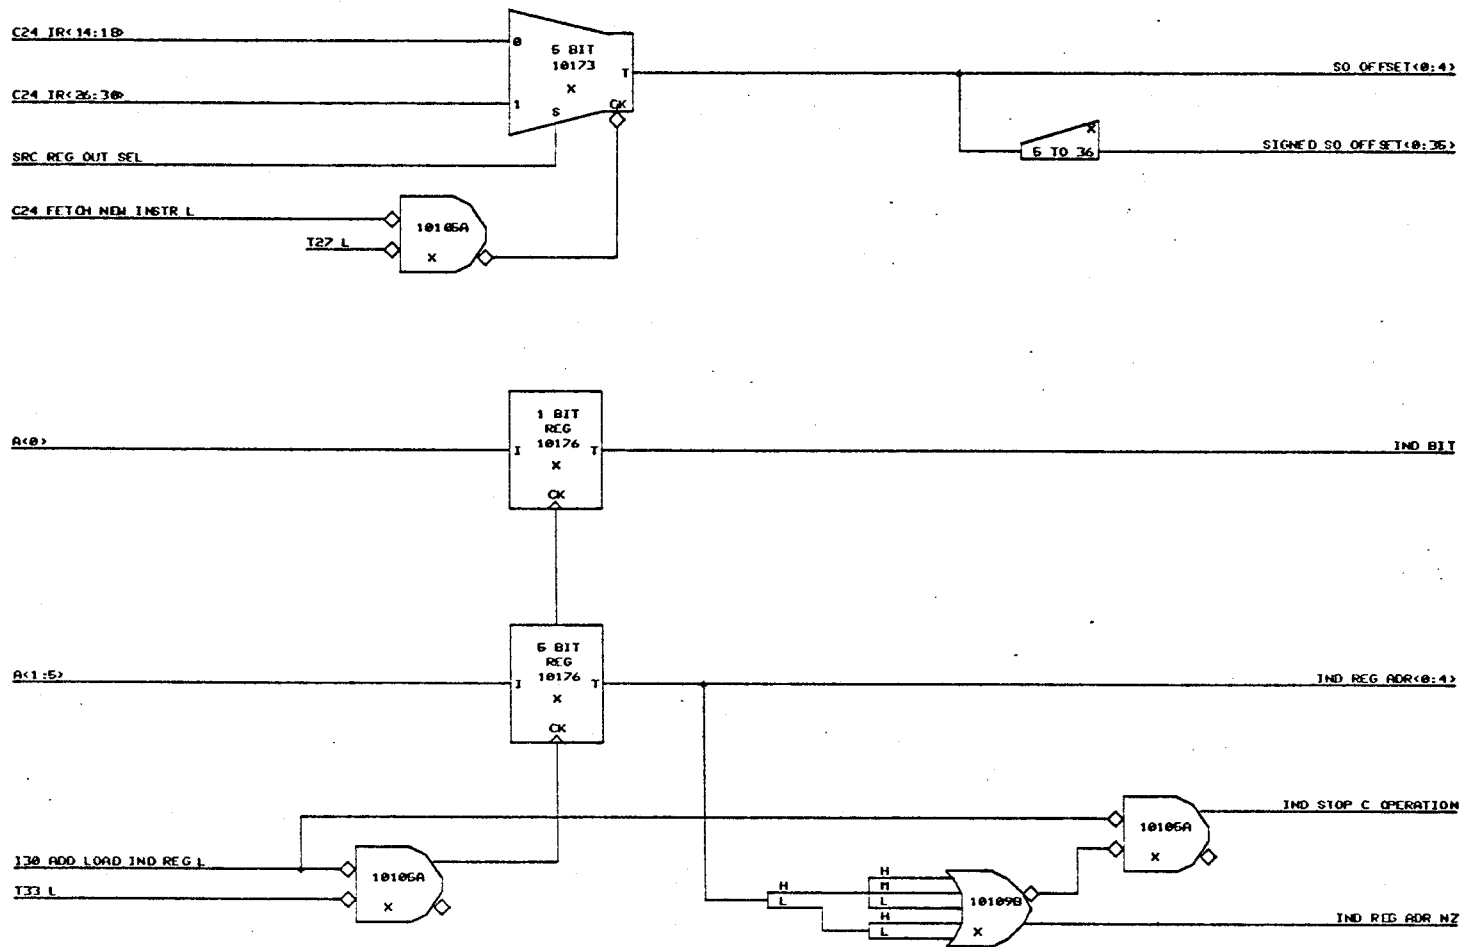 C24 IR<14:18>
0
5 BIT
10173
X
T
SO OFFSET<0:4>
C24 IR<26:30>
1
S
CK
X
5 TO 36
SIGNED SO OFFSET<0:35>
SRC REG OUT SEL
C24 FETCH NEW INSTR L
T27 L
10105A
X
1 BIT
REG
10176
A<0>
I
T
X
CK
IND BIT
5 BIT
REG
10176
A<1:5>
I
T
X
CK
IND REG ADR<0:4>
IND STOP C OPERATION
10105A
X
I30 ADD LOAD IND REG L
T33 L
10105A
X
H
L
H
M
L
H
L
10109B
X
IND REG ADR NZ